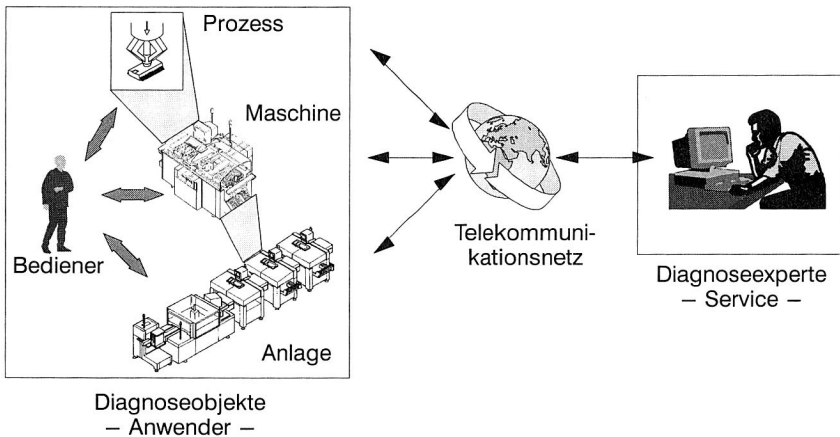 Prozess
Maschine
Bediener
Anlage
Diagnoseobjekte
– Anwender –
Telekommuni-
kationsnetz
Diagnoseexperte
– Service –